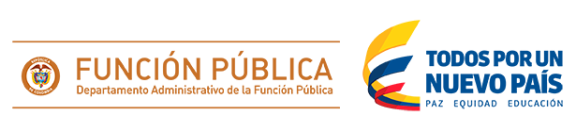 FUNCIÓN PÚBLICA
Departamento Administrativo de la Función Pública
TODOS POR UN
NUEVO PAÍS
PAZ EQUIDAD EDUCACIÓN